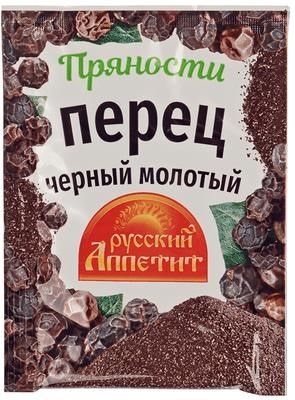 Пряности
перец
черный молотый
русский
Аппетит